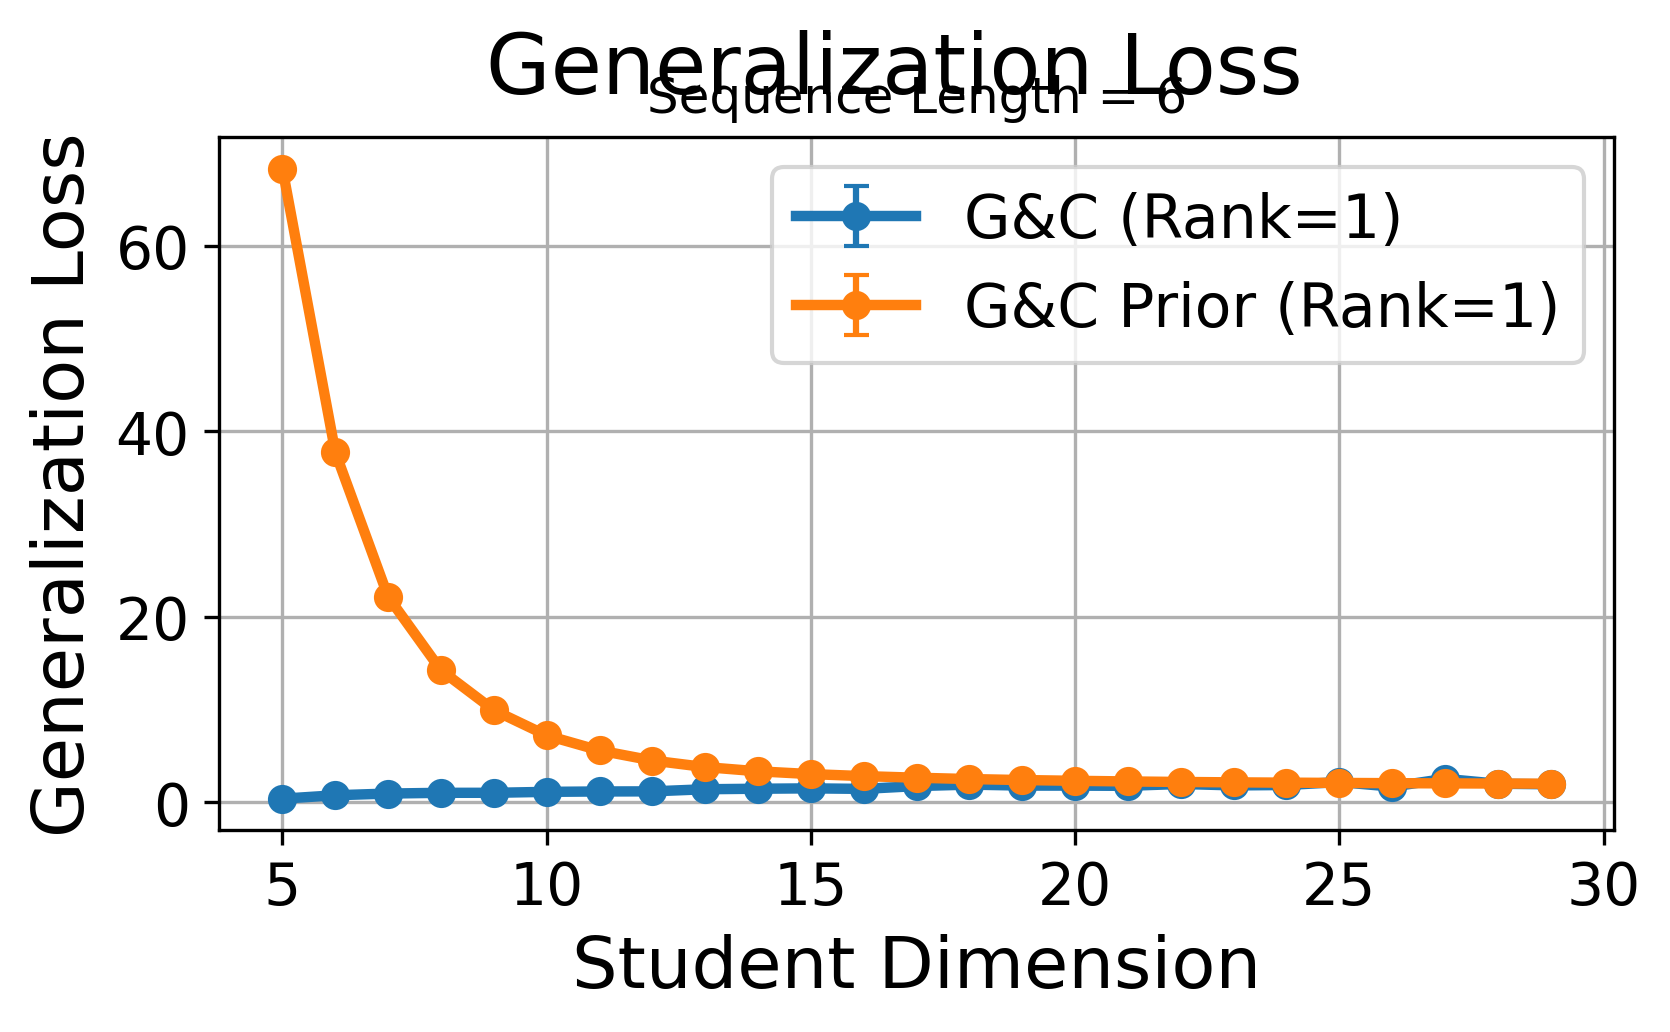 Generalization Loss
Sequence Length = 6
Generalization Loss
60
40
20
0
G&C (Rank=1)
G&C Prior (Rank=1)
5 10 15 20 25 30
Student Dimension